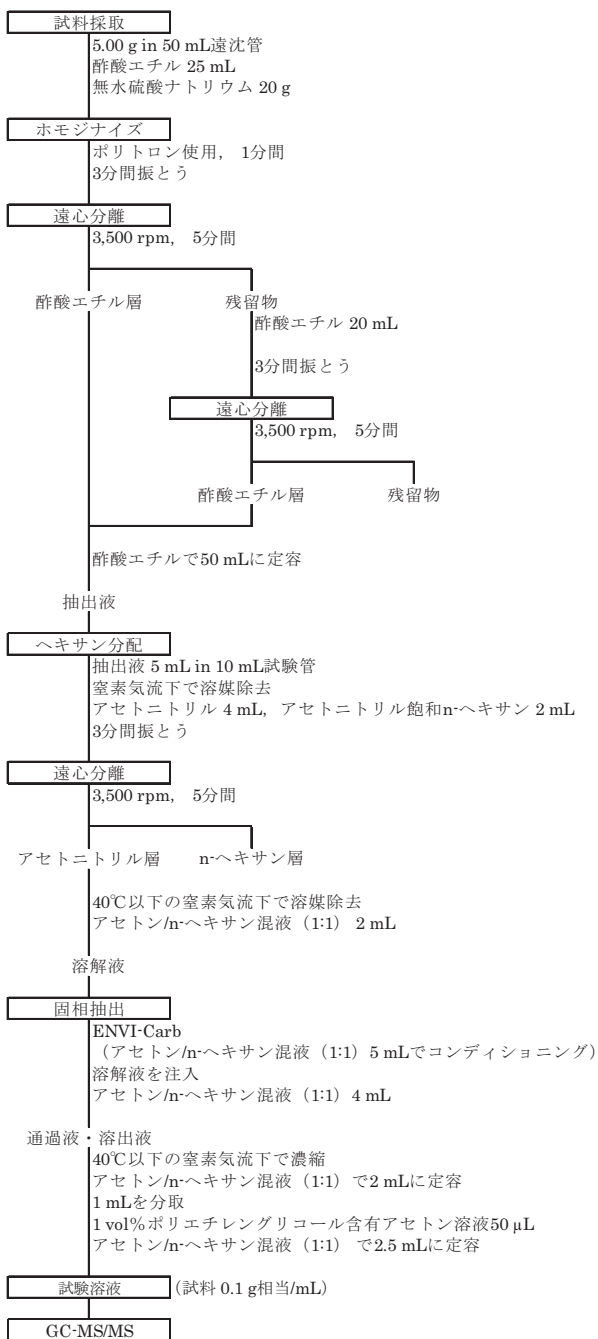 試料採取
5.00 g in 50 mL遠沈管
酢酸エチル 25 mL
無水硫酸ナトリウム 20 g
ホモジナイズ
ポリトロン使用， 1分間
3分間振とう
遠心分離
3,500 rpm， 5分間
酢酸エチル層 残留物
酢酸エチル 20 mL
3分間振とう
遠心分離
3,500 rpm， 5分間
酢酸エチル層 残留物
酢酸エチルで50 mLに定容
抽出液
ヘキサン分配
抽出液 5 mL in 10 mL試験管
窒素気流下で溶媒除去
アセトニトリル 4 mL，アセトニトリル飽和n-ヘキサン 2 mL
3分間振とう
遠心分離
3,500 rpm， 5分間
アセトニトリル層 n-ヘキサン層
40℃以下の窒素気流下で溶媒除去
アセトン/n-ヘキサン混液（1:1） 2 mL
溶解液
固相抽出
ENVI-Carb
（アセトン/n-ヘキサン混液（1:1）5 mLでコンディショニング）
溶解液を注入
アセトン/n-ヘキサン混液（1:1）4 mL
通過液・溶出液
40℃以下の窒素気流下で濃縮
アセトン/n-ヘキサン混液（1:1）で2 mLに定容
1 mLを分取
1 vol％ポリエチレングリコール含有アセトン溶液50 μL
アセトン/n-ヘキサン混液（1:1） で2.5 mLに定容
試験溶液 （試料 0.1 g相当/mL）
GC-MS/MS